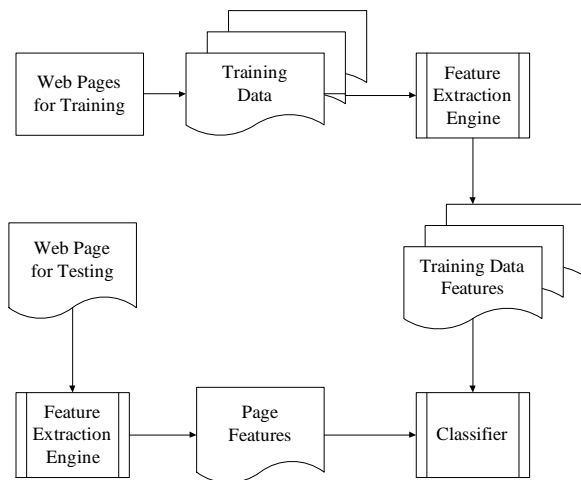 Web Pages
for Training
Training
Data
Feature
Extraction
Engine
Web Page
for Testing
Training Data
Features
Feature
Extraction
Engine
Page
Features
Classifier